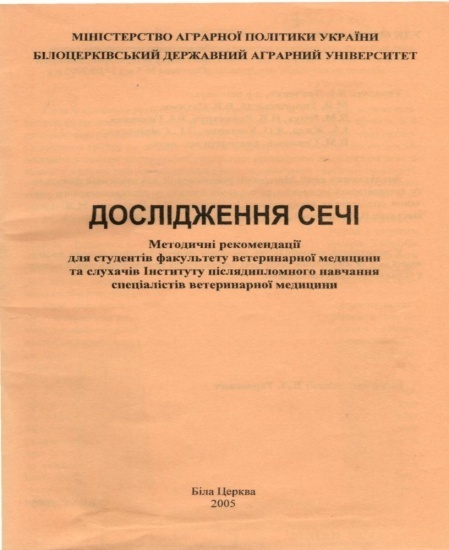 МІНІСТЕРСТВО АГРАРНОЇ ПОЛІТИКИ УКРАЇНИ
БІЛОЦЕРКІВСЬКИЙ ДЕРЖАВНИЙ АГРАРНИЙ УНІВЕРСИТЕТ
ДОСЛІДЖЕННЯ СЕЧІ
Методичні рекомендації
для студентів факультету ветеринарної медицини
та слухачів Інституту післядипломного навчання
спеціалістів ветеринарної медицини
Біла Церква
2005